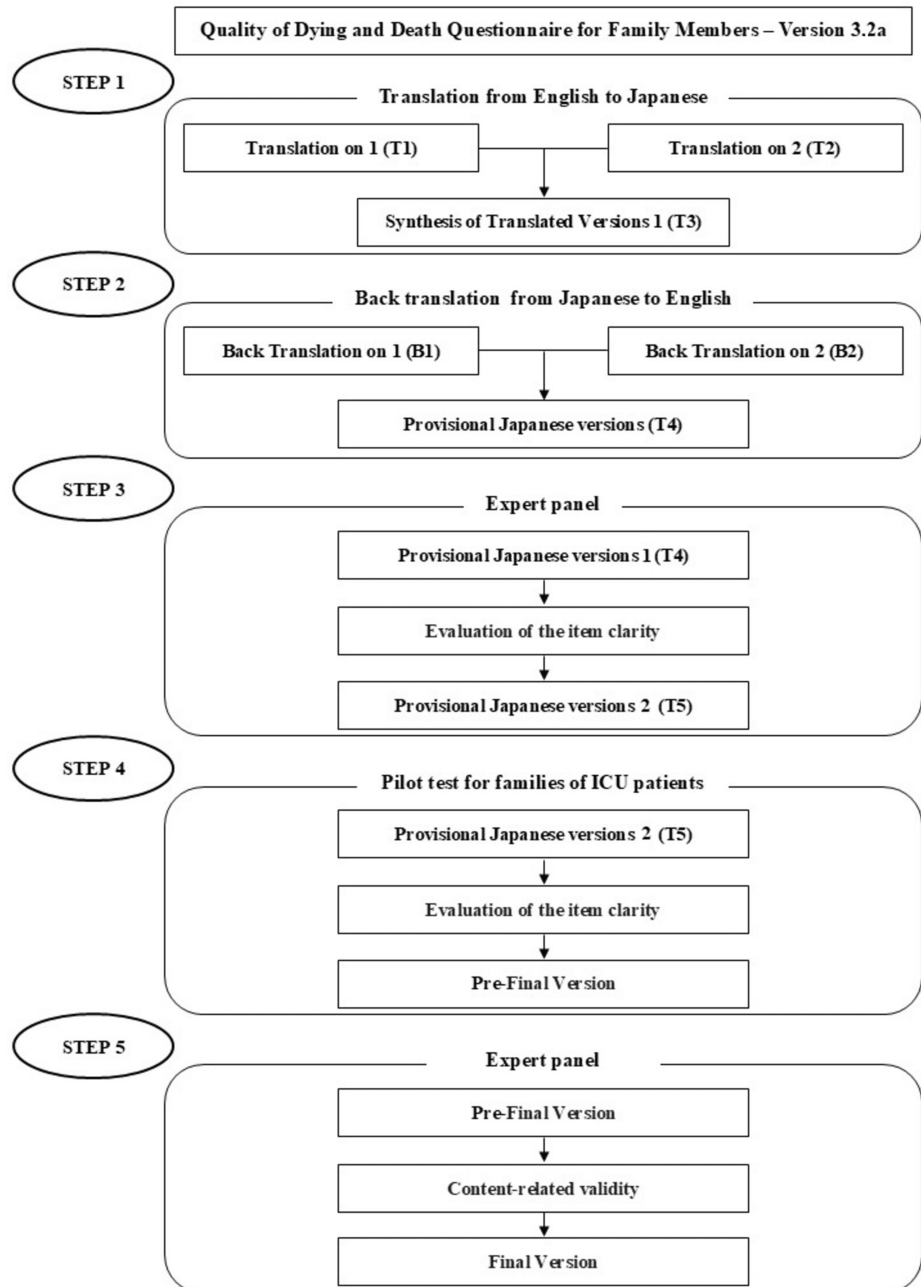 Quality of Dying and Death Questionnaire for Family Members – Version 3.2a
STEP 1
Translation from English to Japanese
Translation on 1 (T1)
Translation on 2 (T2)
Synthesis of Translated Versions 1 (T3)
STEP 2
Back translation from Japanese to English
Back Translation on 1 (B1)
Back Translation on 2 (B2)
Provisional Japanese versions (T4)
STEP 3
Expert panel
Provisional Japanese versions 1 (T4)
Evaluation of the item clarity
Provisional Japanese versions 2 (T5)
STEP 4
Pilot test for families of ICU patients
Provisional Japanese versions 2 (T5)
Evaluation of the item clarity
Pre-Final Version
STEP 5
Expert panel
Pre-Final Version
Content-related validity
Final Version